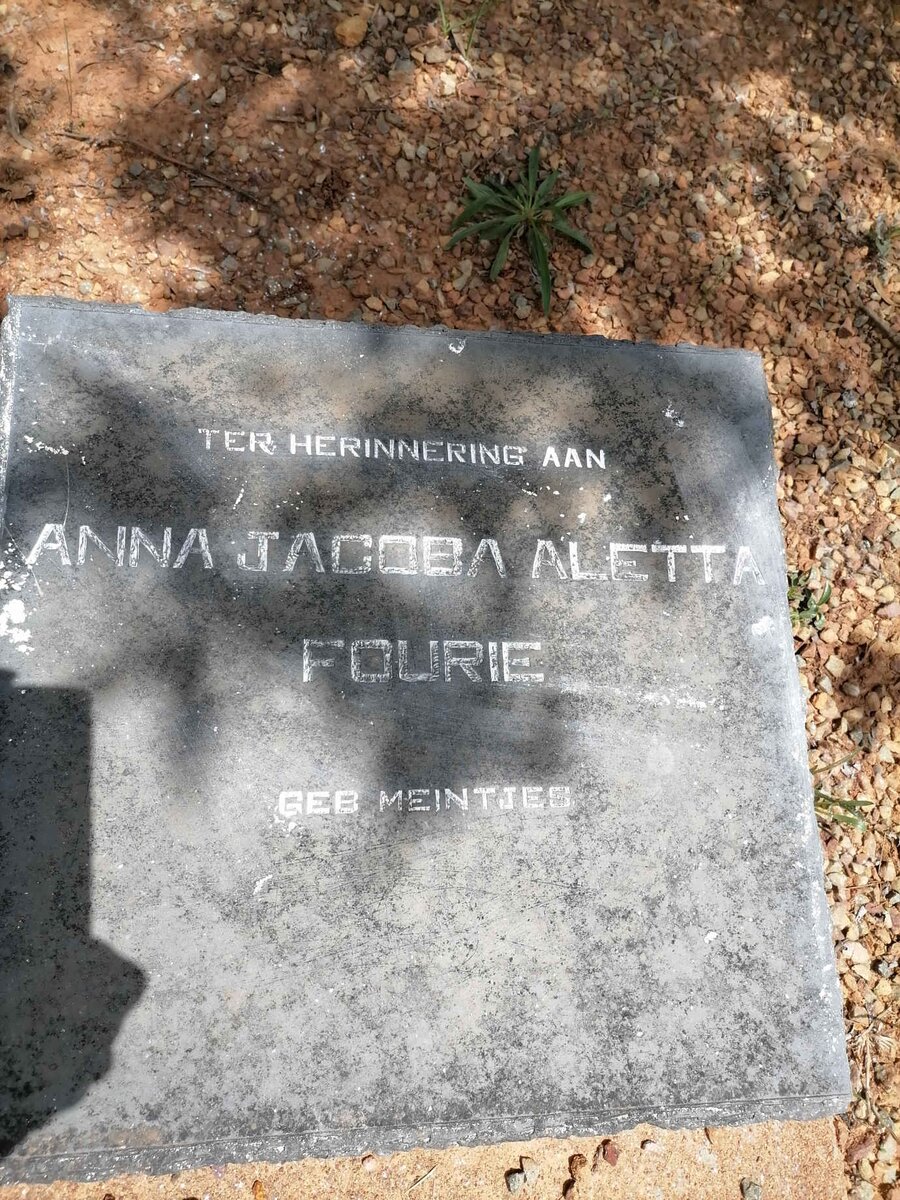 TER HERINNERING AAN
ANNA JACOBA ALETTA
FOURIE
GEB MEINTJES